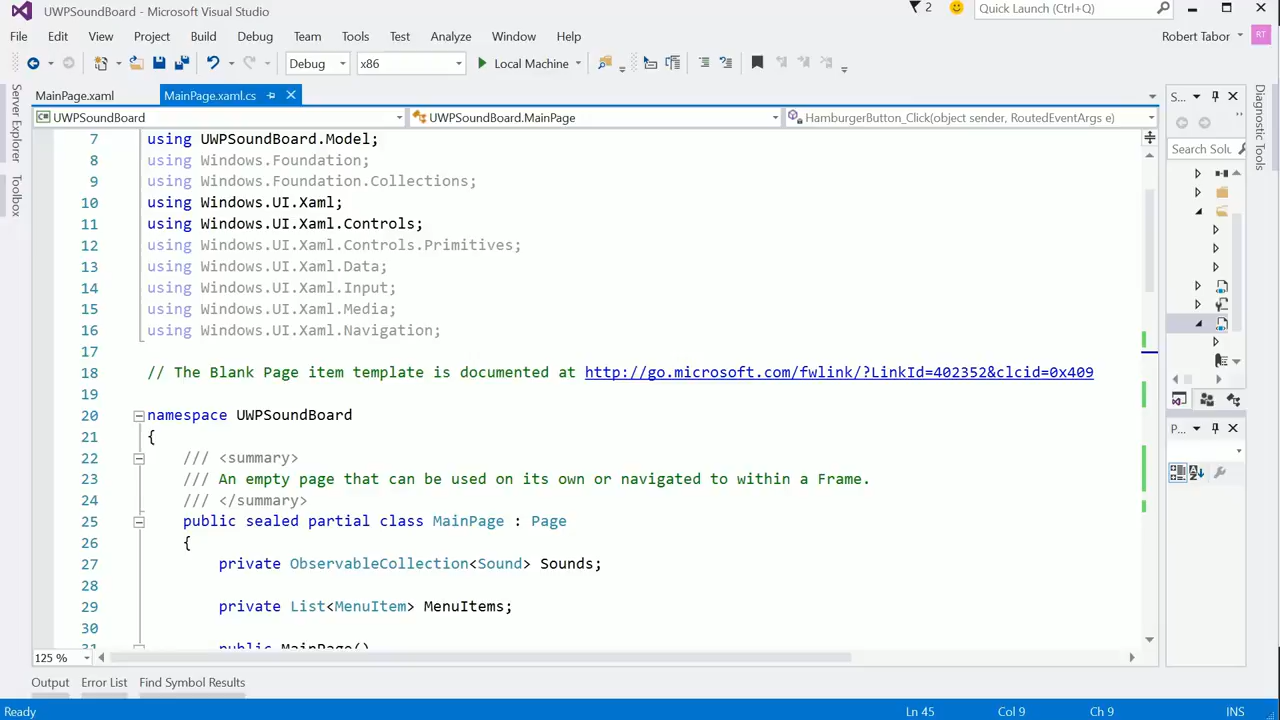 UWPSoundBoard - Microsoft Visual Studio
2
Quick Launch (Ctrl+Q)
File Edit View Project Build Debug Team Tools Test Analyze Window Help
Robert Tabor
RT
Debug x86 Local Machine
MainPage.xaml MainPage.xaml.cs
S...
UWPSoundBoard UWPSoundBoard.MainPage HamburgerButton_Click(object sender, RoutedEventArgs e)
Server Explorer
Toolbox
Diagnostic Tools
Search Solu
7 using UWPSoundBoard.Model;
8 using Windows.Foundation;
9 using Windows.Foundation.Collections;
10 using Windows.UI.Xaml;
11 using Windows.UI.Xaml.Controls;
12 using Windows.UI.Xaml.Controls.Primitives;
13 using Windows.UI.Xaml.Data;
14 using Windows.UI.Xaml.Input;
15 using Windows.UI.Xaml.Media;
16 using Windows.UI.Xaml.Navigation;
17
18 // The Blank Page item template is documented at http://go.microsoft.com/fwlink/?LinkId=402352&clcid=0x409
19
20 namespace UWPSoundBoard
21 {
22 /// <summary>
23 /// An empty page that can be used on its own or navigated to within a Frame.
24 /// </summary>
25 public sealed partial class MainPage : Page
26 {
27 private ObservableCollection<Sound> Sounds;
28
29 private List<MenuItem> MenuItems;
30
31 public MainPage()
P...
125 %
Output Error List Find Symbol Results
Ready Ln 45 Col 9 Ch 9 INS